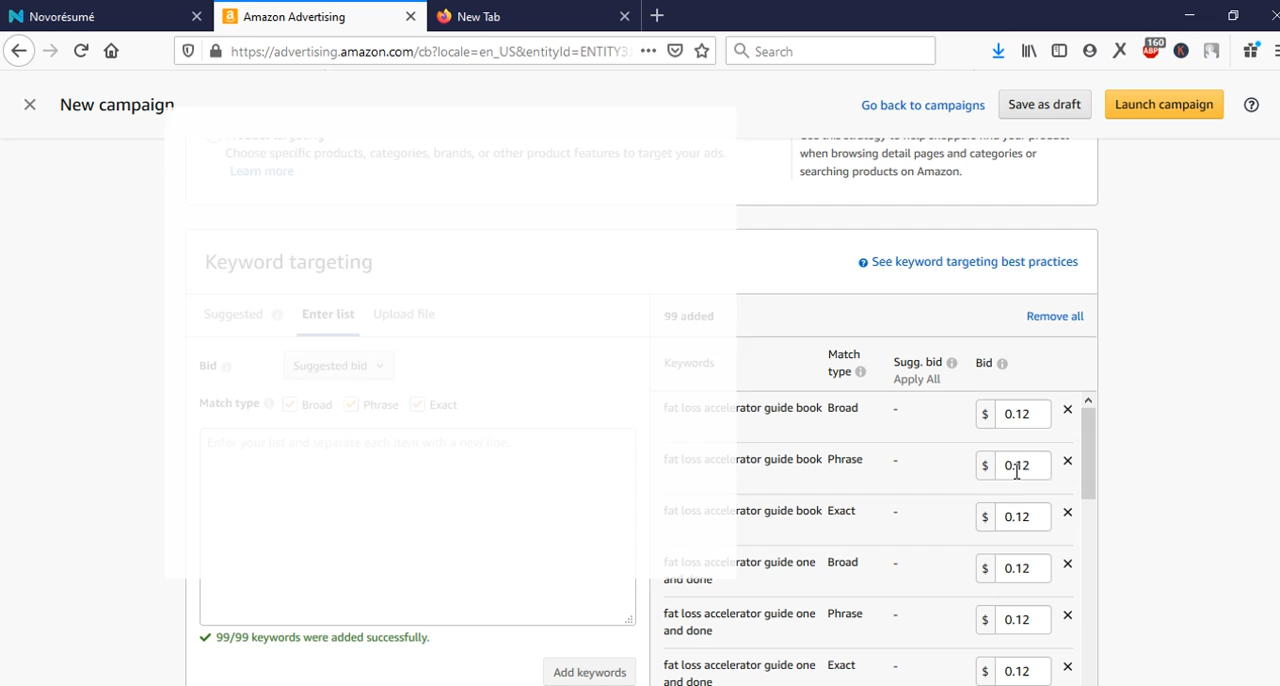 Novorésumé
Amazon Advertising
New Tab
https://advertising.amazon.com/cb?locale=en_US&entityId=ENTITY3
Search
160
ABP
K
New campaign
Go back to campaigns
Save as draft
Launch campaign
Product targeting
Choose specific products, categories, brands, or other product features to target your ads.
Learn more
Use this strategy to help shoppers find your product
when browsing detail pages and categories or
searching products on Amazon.
Keyword targeting
See keyword targeting best practices
Suggested
Enter list
Upload file
99 added
Remove all
Bid
Suggested bid
Match type
Broad
Phrase
Exact
Enter your list and separate each item with a new line.
99/99 keywords were added successfully.
Add keywords
Keywords
Match
type
Sugg. bid
Apply All
Bid
fat loss accelerator guide book Broad - $ 0.12
fat loss accelerator guide book Phrase - $ 0.12
fat loss accelerator guide book Exact - $ 0.12
fat loss accelerator guide one Broad - $ 0.12
and done
fat loss accelerator guide one Phrase - $ 0.12
and done
fat loss accelerator guide one Exact - $ 0.12
and done